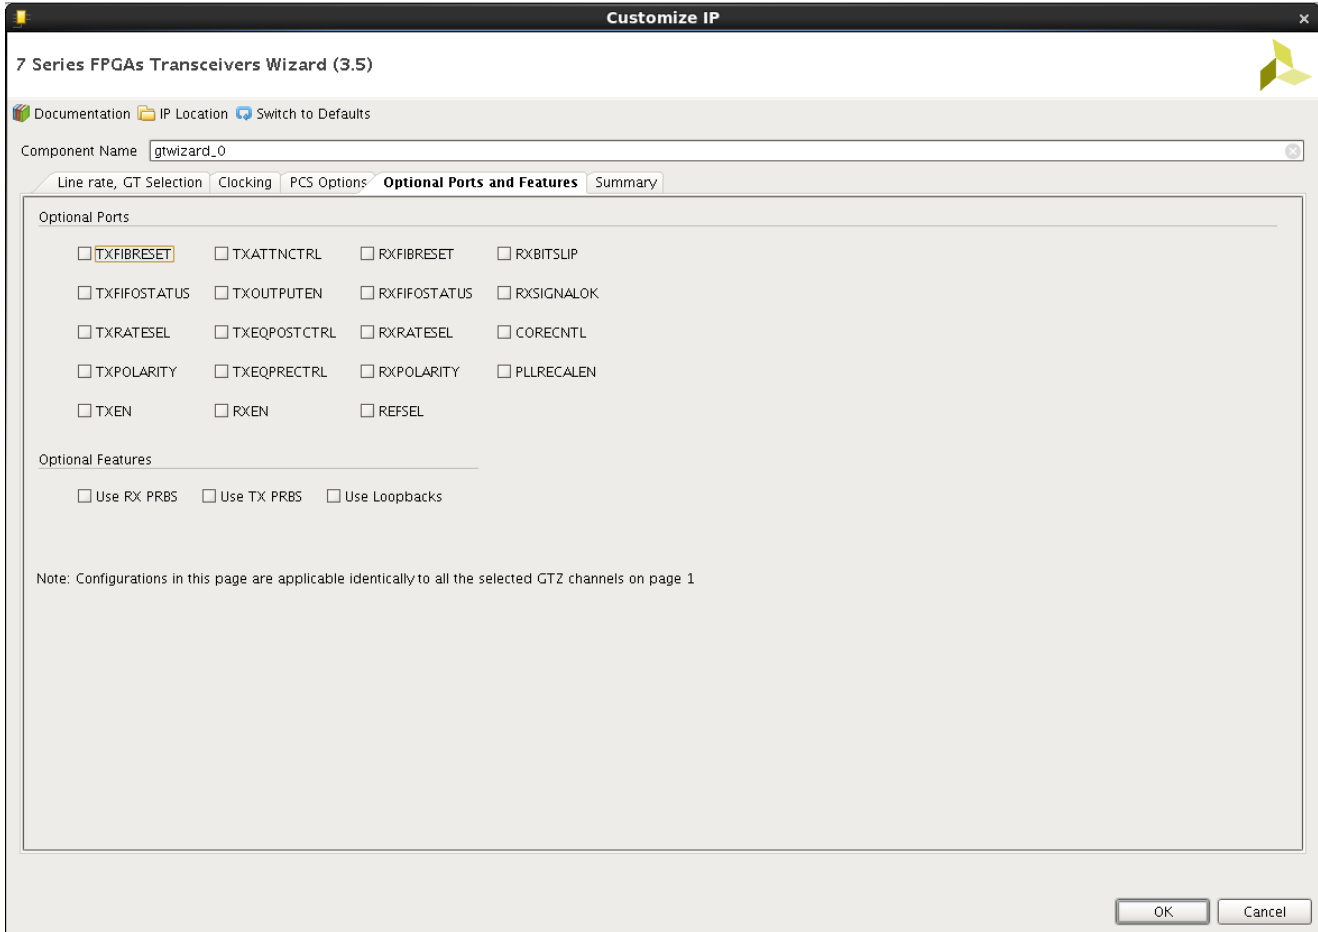 Customize IP
7 Series FPGAs Transceivers Wizard (3.5)
Documentation IP Location Switch to Defaults
Component Name gtwizard_0
Line rate, GT Selection Clocking PCS Options Optional Ports and Features Summary
Optional Ports
TXFIBRESET TXATTNCTRL RXFIBRESET RXBITSLIP
TXFIFOSTATUS TXOUTPUTEN RXFIFOSTATUS RXSIGNALOK
TXRATESEL TXEQPOSTCTRL RXRATESEL CORECNTL
TXPOLARITY TXEQPRECTRL RXPOLARITY PLLRECALEN
TXEN RXEN REFSEL
Optional Features
Use RX PRBS Use TX PRBS Use Loopbacks
Note: Configurations in this page are applicable identically to all the selected GTZ channels on page 1
OK Cancel